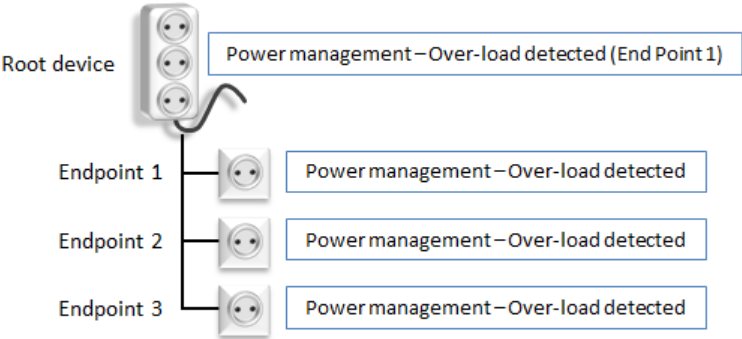 Root device
Power management – Over-load detected (End Point 1)
Endpoint 1
Power management – Over-load detected
Endpoint 2
Power management – Over-load detected
Endpoint 3
Power management – Over-load detected